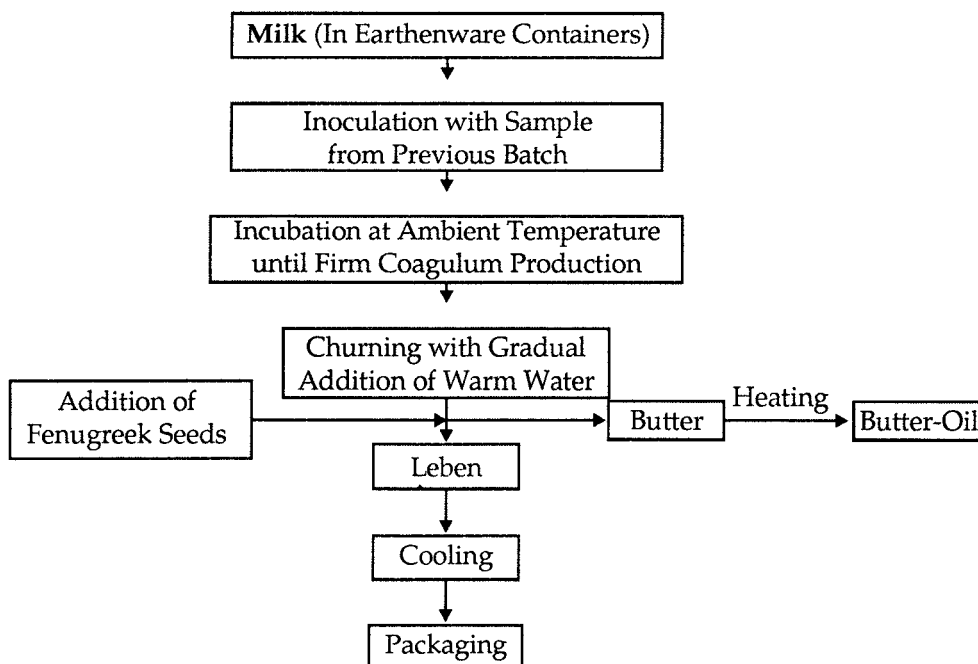 Milk (In Earthenware Containers)
Inoculation with Sample
from Previous Batch
Incubation at Ambient Temperature
until Firm Coagulum Production
Churning with Gradual
Addition of Warm Water
Addition of
Fenugreek Seeds
Butter
Heating
Butter-Oil
Leben
Cooling
Packaging